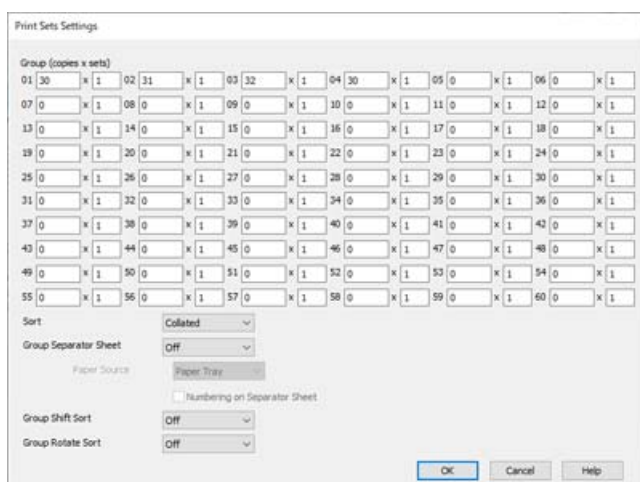 Print Sets Settings
Group (copies x sets)
01 30 x 1 02 31 x 1 03 32 x 1 04 30 x 1 05 0 x 1 06 0 x 1
07 0 x 1 08 0 x 1 09 0 x 1 10 0 x 1 11 0 x 1 12 0 x 1
13 0 x 1 14 0 x 1 15 0 x 1 16 0 x 1 17 0 x 1 18 0 x 1
19 0 x 1 20 0 x 1 21 0 x 1 22 0 x 1 23 0 x 1 24 0 x 1
25 0 x 1 26 0 x 1 27 0 x 1 28 0 x 1 29 0 x 1 30 0 x 1
31 0 x 1 32 0 x 1 33 0 x 1 34 0 x 1 35 0 x 1 36 0 x 1
37 0 x 1 38 0 x 1 39 0 x 1 40 0 x 1 41 0 x 1 42 0 x 1
43 0 x 1 44 0 x 1 45 0 x 1 46 0 x 1 47 0 x 1 48 0 x 1
49 0 x 1 50 0 x 1 51 0 x 1 52 0 x 1 53 0 x 1 54 0 x 1
55 0 x 1 56 0 x 1 57 0 x 1 58 0 x 1 59 0 x 1 60 0 x 1
Sort Collated
Group Separator Sheet Off
Paper Source Paper Tray
Numbering on Separator Sheet
Group Shift Sort Off
Group Rotate Sort Off
OK Cancel Help